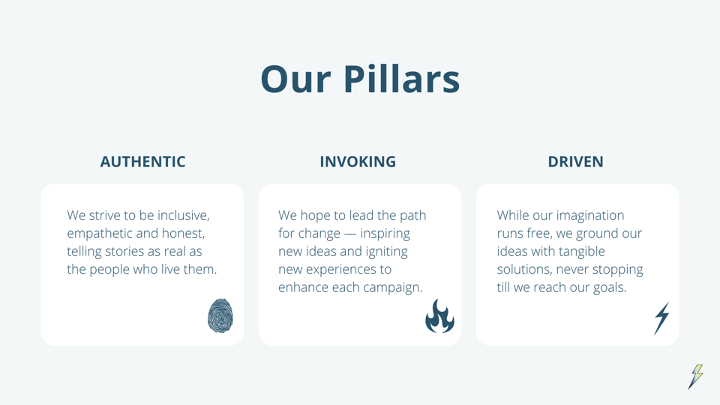 Our Pillars
AUTHENTIC
We strive to be inclusive,
empathetic and honest,
telling stories as real as
the people who live them.
INVOKING
We hope to lead the path
for change — inspiring
new ideas and igniting
new experiences to
enhance each campaign.
DRIVEN
While our imagination
runs free, we ground our
ideas with tangible
solutions, never stopping
till we reach our goals.